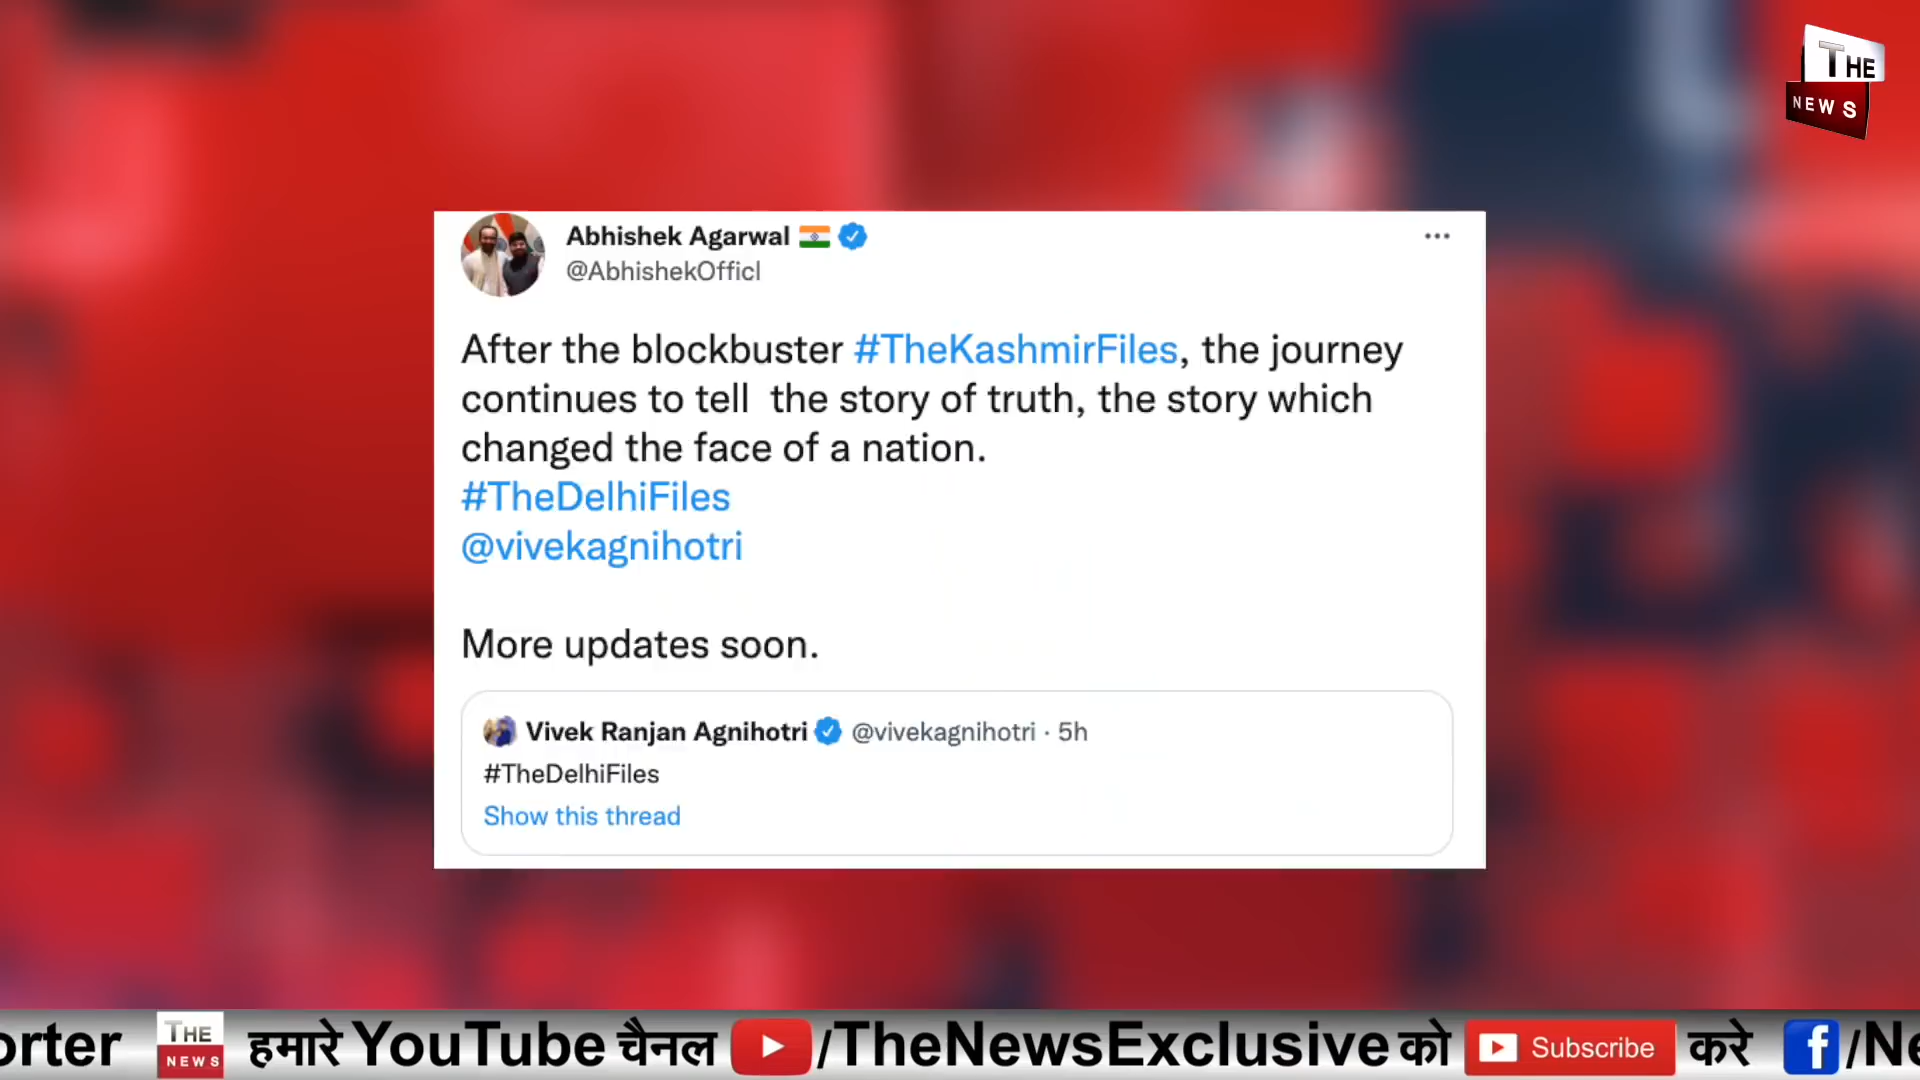 THE
NEWS
Abhishek Agarwal
@AbhishekOfficl
After the blockbuster #TheKashmirFiles, the journey
continues to tell the story of truth, the story which
changed the face of a nation.
#TheDelhiFiles
@vivekagnihotri
More updates soon.
Vivek Ranjan Agnihotri @vivekagnihotri · 5h
#TheDelhiFiles
Show this thread
orter THE NEWS हमारे YouTube चैनल /TheNewsExclusive को Subscribe करे f/Ne